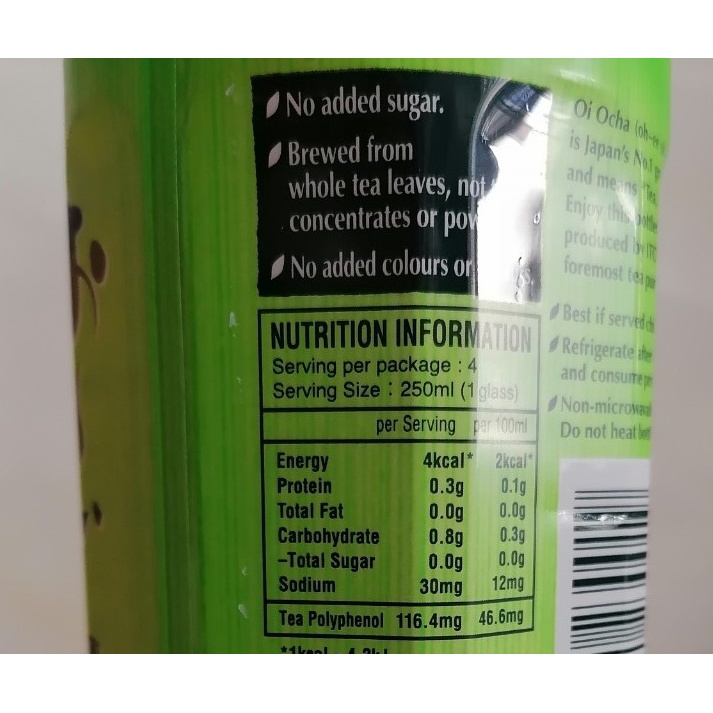 No added sugar.
Brewed from
whole tea leaves, not
concentrates or
No added colours or
NUTRITION INFORMATION
Serving per package : 4
Serving Size : 250ml (1 glass)
per Serving per 100ml
Energy 4kcal* 2kcal*
Protein 0.3g 0.1g
Total Fat 0.0g 0.0g
Carbohydrate 0.8g 0.3g
–Total Sugar 0.0g 0.0g
Sodium 30mg 12mg
Tea Polyphenol 116.4mg 46.6mg
Oi Ocha
is Japan's No.1
and means
Enjoy this
produced
foremost tea
Best if served
Refrigerate
and consume
Non-microwav
Do not heat